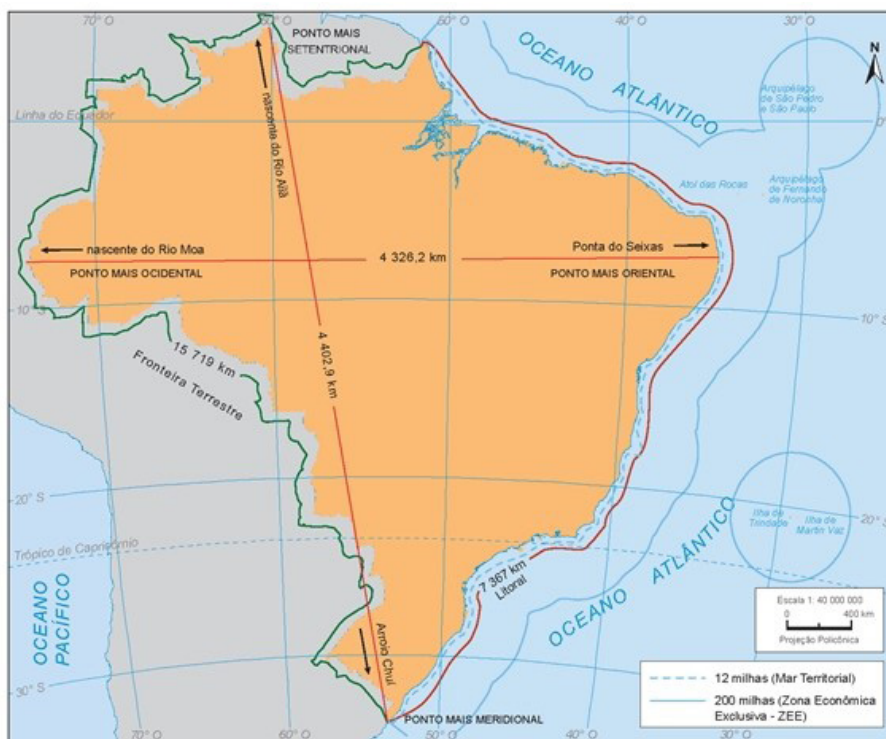 70° O
60° O
50° O
40° O
30° O
PONTO MAIS
SETENTRIONAL
OCEANO
ATLÂNTICO
N
Arquipélago
de São Pedro
e São Paulo
Linha do Equador
0°
nascente do Rio Ailã
Atol das Rocas
Arquipélago
de Fernando
de Noronha
nascente do Rio Moa
PONTO MAIS OCIDENTAL
4 326,2 km
Ponta do Seixas
PONTO MAIS ORIENTAL
10° S
10° S
4 402,9 km
15 719 km
Fronteira Terrestre
20° S
20° S
Ilha de
Trindade
Ilha de
Martin Vaz
Trópico de Capricórnio
OCEANO
ATLÂNTICO
7 367 km
Litoral
OCEANO
PACÍFICO
Arroio Chuí
Escala 1: 40 000 000
0
400 km
Projeção Policônica
30° S
PONTO MAIS MERIDIONAL
12 milhas (Mar Territorial)
200 milhas (Zona Econômica
Exclusiva - ZEE)
70° O
60° O
50° O
40° O
30° O